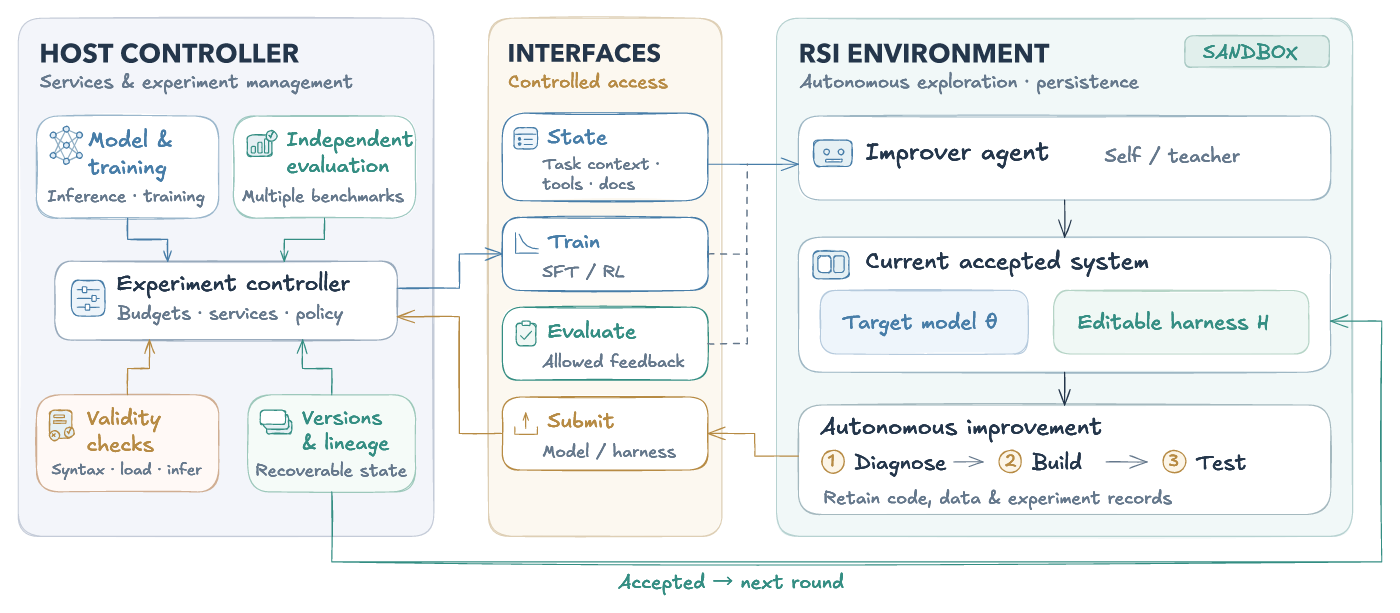 HOST CONTROLLER
Services & experiment management
Model &
training
Inference · training
Independent
evaluation
Multiple benchmarks
Experiment controller
Budgets · services · policy
Validity
checks
Syntax · load · infer
Versions
& lineage
Recoverable state
INTERFACES
Controlled access
State
Task context ·
tools · docs
Train
SFT / RL
Evaluate
Allowed feedback
Submit
Model / harness
RSI ENVIRONMENT
SANDBOX
Autonomous exploration · persistence
Improver agent
Self / teacher
Current accepted system
Target model θ
Editable harness H
Autonomous improvement
1 Diagnose → 2 Build → 3 Test
Retain code, data & experiment records
Accepted → next round